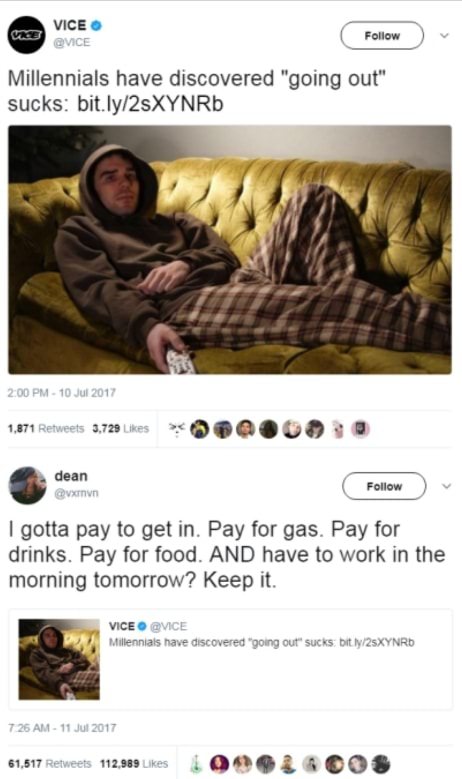 VICE
VICE
@VICE
Follow
Millennials have discovered "going out"
sucks: bit.ly/2sXYNRb
2:00 PM - 10 Jul 2017
1,871 Retweets 3,729 Likes
dean
@vxmvn
Follow
I gotta pay to get in. Pay for gas. Pay for
drinks. Pay for food. AND have to work in the
morning tomorrow? Keep it.
VICE @VICE
Millennials have discovered "going out" sucks: bit.ly/2sXYNRb
7:26 AM - 11 Jul 2017
61,517 Retweets 112,989 Likes